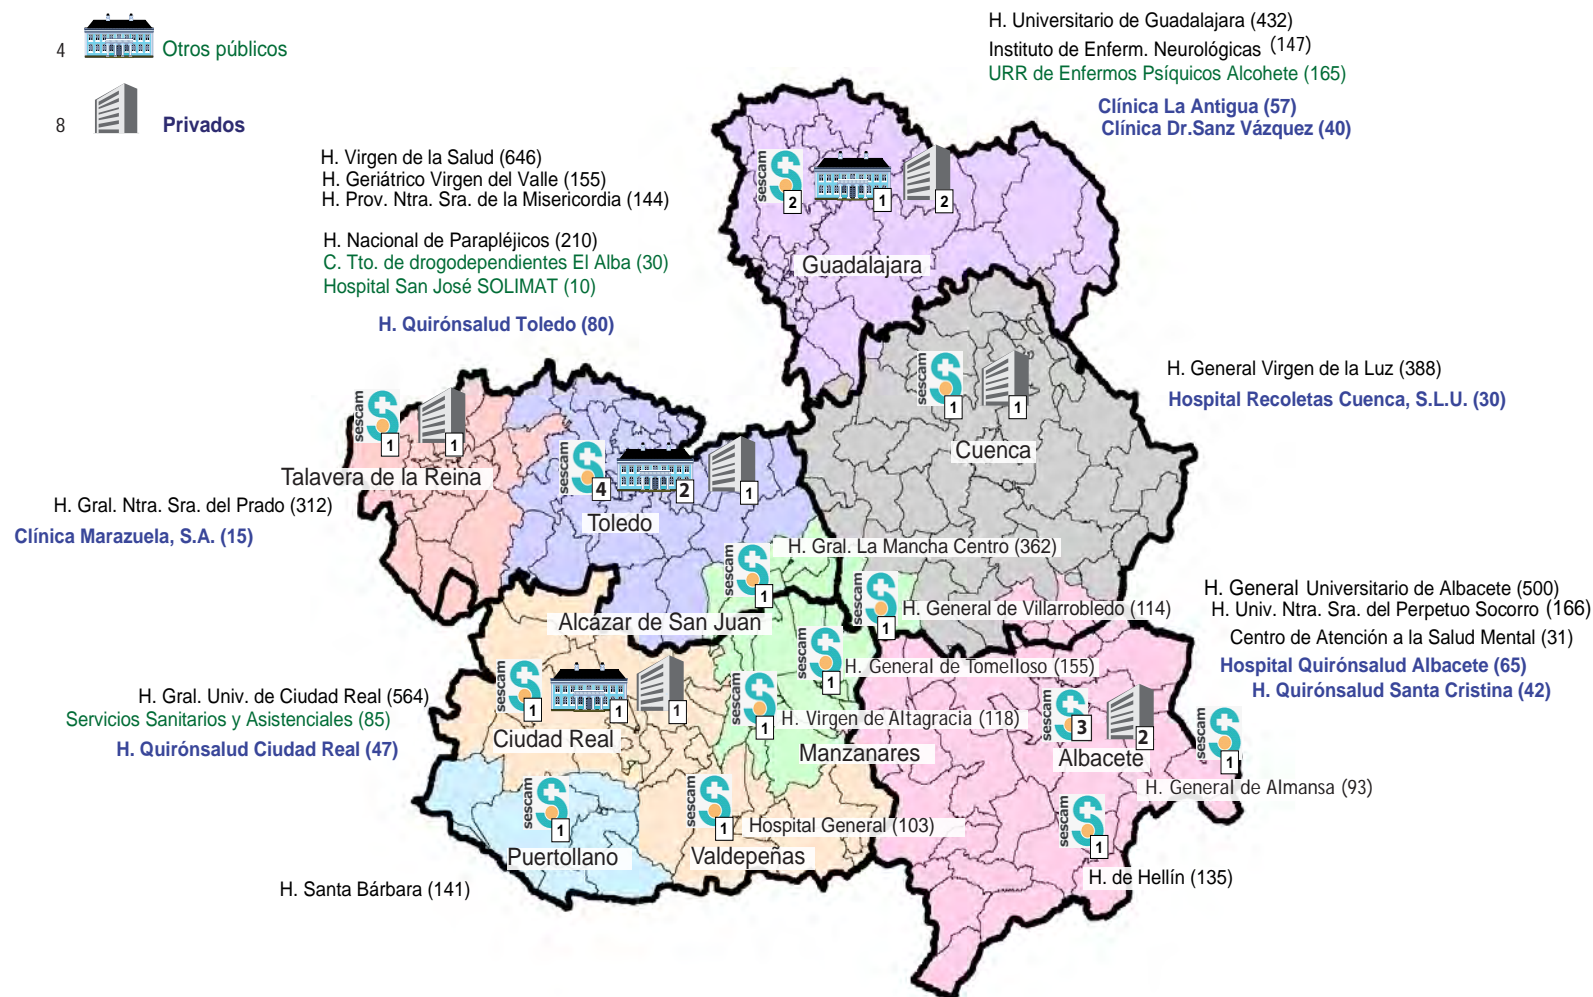 4 Otros públicos
8 Privados
H. Universitario de Guadalajara (432)
Instituto de Enferm. Neurológicas (147)
URR de Enfermos Psíquicos Alcohete (165)
Clínica La Antigua (57)
Clínica Dr.Sanz Vázquez (40)
H. Virgen de la Salud (646)
H. Geriátrico Virgen del Valle (155)
H. Prov. Ntra. Sra. de la Misericordia (144)
H. Nacional de Parapléjicos (210)
C. Tto. de drogodependientes El Alba (30)
Hospital San José SOLIMAT (10)
H. Quirónsalud Toledo (80)
sescam 2 1 2
Guadalajara
H. General Virgen de la Luz (388)
Hospital Recoletas Cuenca, S.L.U. (30)
sescam 1 1
Cuenca
sescam 1 1
Talavera de la Reina
H. Gral. Ntra. Sra. del Prado (312)
Clínica Marazuela, S.A. (15)
sescam 4 2 1
Toledo
H. Gral. La Mancha Centro (362)
sescam 1
Alcázar de San Juan
sescam 1
H. General de Villarrobledo (114)
H. General Universitario de Albacete (500)
H. Univ. Ntra. Sra. del Perpetuo Socorro (166)
Centro de Atención a la Salud Mental (31)
Hospital Quirónsalud Albacete (65)
H. Quirónsalud Santa Cristina (42)
sescam 1
H. General de Tomelloso (155)
H. Gral. Univ. de Ciudad Real (564)
Servicios Sanitarios y Asistenciales (85)
H. Quirónsalud Ciudad Real (47)
sescam 1 1 1
Ciudad Real
sescam 1
H. Virgen de Altagracia (118)
Manzanares
sescam 3 2
Albacete
sescam 1
H. General de Almansa (93)
sescam 1
Puertollano
H. Santa Bárbara (141)
sescam 1
Hospital General (103)
Valdepeñas
sescam 1
H. de Hellín (135)